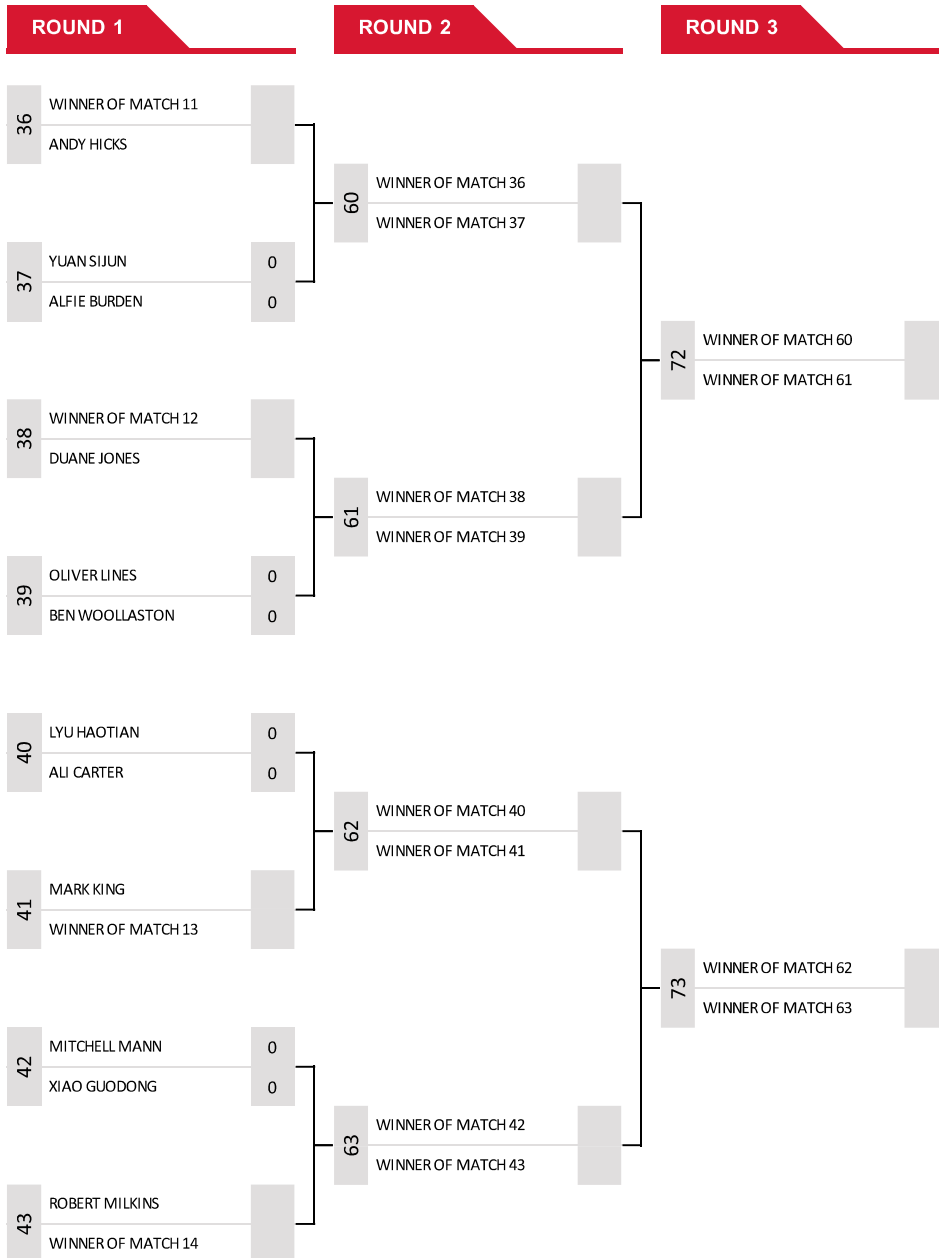 ROUND 1
ROUND 2
ROUND 3
36
WINNER OF MATCH 11
ANDY HICKS
60
WINNER OF MATCH 36
WINNER OF MATCH 37
37
YUAN SIJUN 0
ALFIE BURDEN 0
72
WINNER OF MATCH 60
WINNER OF MATCH 61
38
WINNER OF MATCH 12
DUANE JONES
61
WINNER OF MATCH 38
WINNER OF MATCH 39
39
OLIVER LINES 0
BEN WOOLLASTON 0
40
LYU HAOTIAN 0
ALI CARTER 0
62
WINNER OF MATCH 40
WINNER OF MATCH 41
41
MARK KING
WINNER OF MATCH 13
73
WINNER OF MATCH 62
WINNER OF MATCH 63
42
MITCHELL MANN 0
XIAO GUODONG 0
63
WINNER OF MATCH 42
WINNER OF MATCH 43
43
ROBERT MILKINS
WINNER OF MATCH 14